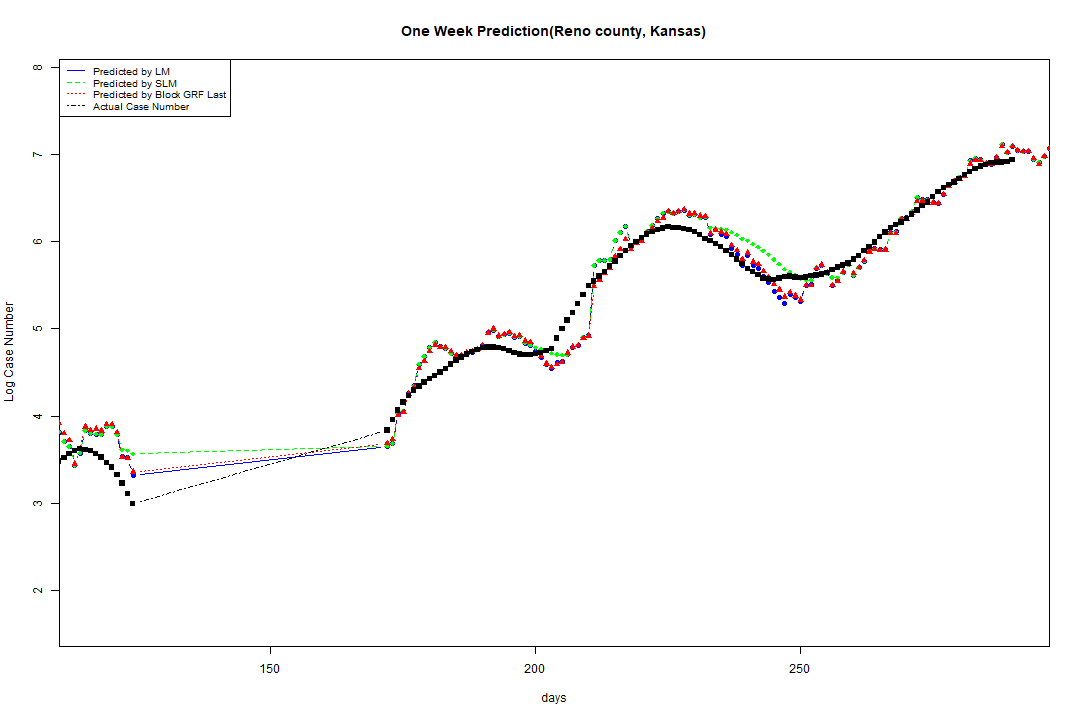 One Week Prediction(Reno county, Kansas)
Predicted by LM
Predicted by SLM
Predicted by Block GRF Last
Actual Case Number
8
7
6
5
4
3
2
Log Case Number
150
200
250
days